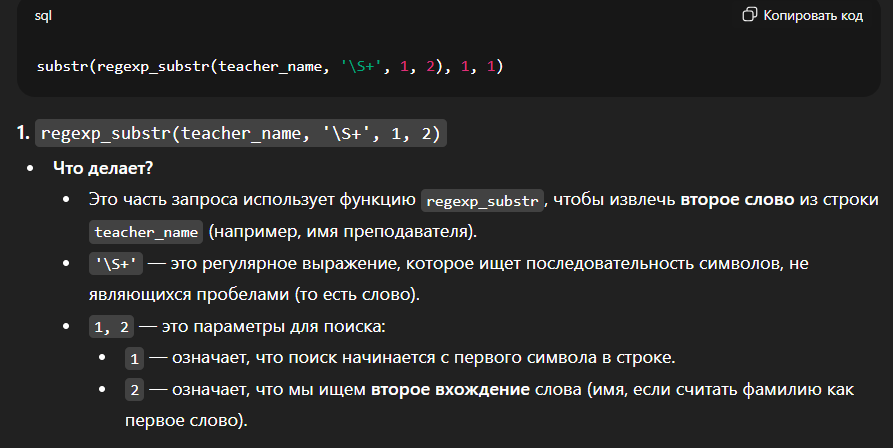 sql
Копировать код
substr(regexp_substr(teacher_name, '\S+', 1, 2), 1, 1)
1. regexp_substr(teacher_name, '\S+', 1, 2)
• Что делает?
• Это часть запроса использует функцию regexp_substr, чтобы извлечь второе слово из строки
teacher_name (например, имя преподавателя).
• '\S+' — это регулярное выражение, которое ищет последовательность символов, не
являющихся пробелами (то есть слово).
• 1, 2 — это параметры для поиска:
• 1 — означает, что поиск начинается с первого символа в строке.
• 2 — означает, что мы ищем второе вхождение слова (имя, если считать фамилию как
первое слово).